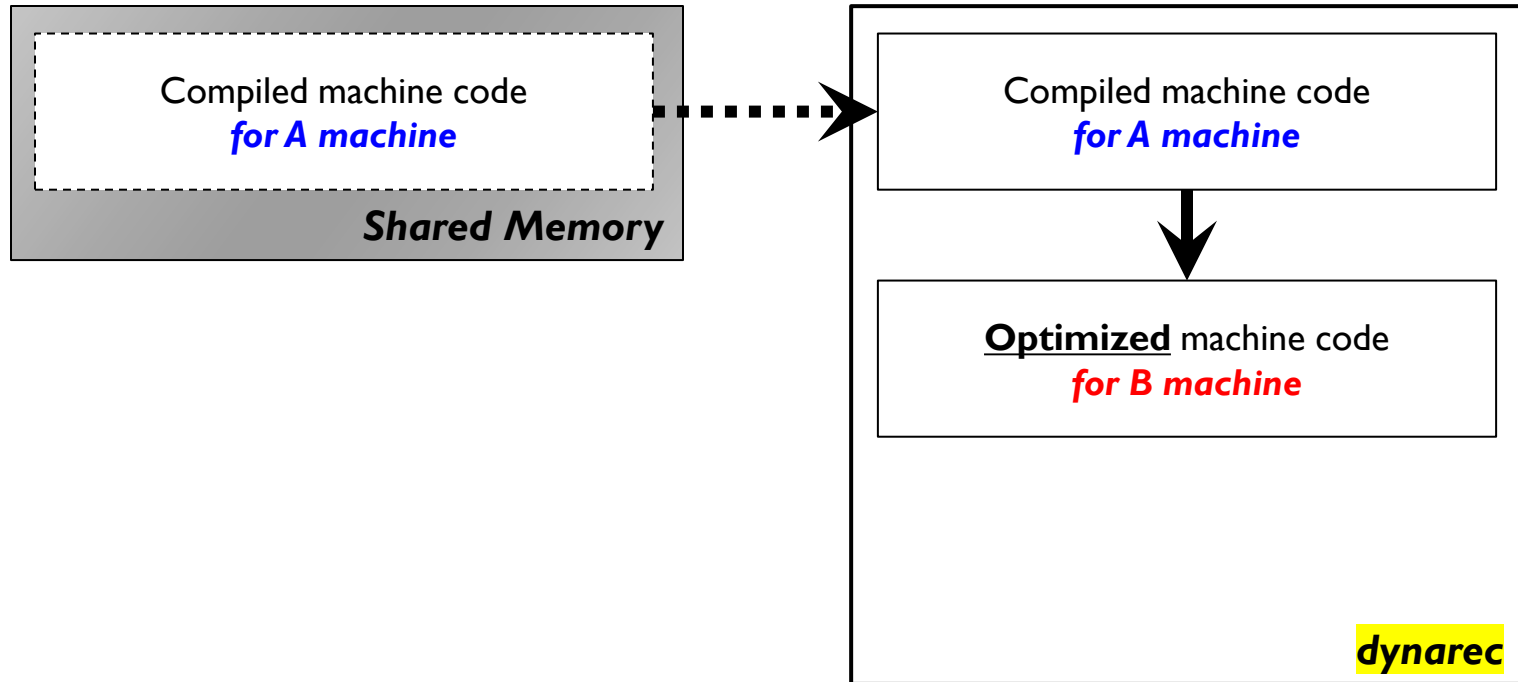 Compiled machine code
for A machine
Shared Memory
Compiled machine code
for A machine
Optimized machine code
for B machine
dynarec